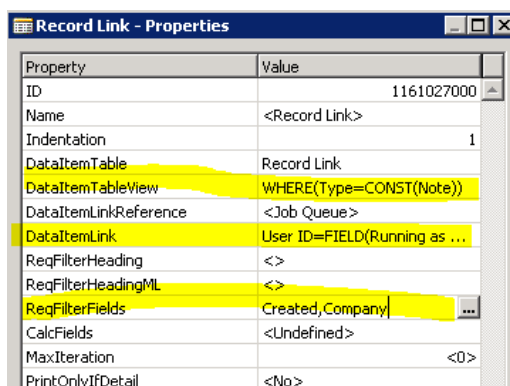 Record Link - Properties
Property Value
ID 1161027000
Name <Record Link>
Indentation 1
DataItemTable Record Link
DataItemTableView WHERE(Type=CONST(Note))
DataItemLinkReference <Job Queue>
DataItemLink User ID=FIELD(Running as ...
ReqFilterHeading <>
ReqFilterHeadingML <>
ReqFilterFields Created,Company ...
CalcFields <Undefined>
MaxIteration <0>
PrintOnlyIfDetail <No>